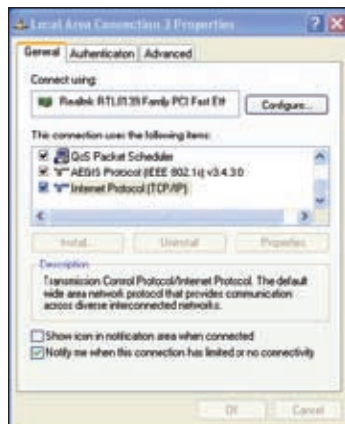 Local Area Connection 3 Properties
General Authentication Advanced
Connect using:
Realtek RTL8139 Family PCI Fast Eth
Configure...
This connection uses the following items:
QoS Packet Scheduler
AEGIS Protocol (IEEE 802.1x) v3.4.3.0
Internet Protocol (TCP/IP)
Install...
Uninstall
Properties
Description
Transmission Control Protocol/Internet Protocol. The default
wide area network protocol that provides communication
across diverse interconnected networks.
Show icon in notification area when connected
Notify me when this connection has limited or no connectivity
OK
Cancel